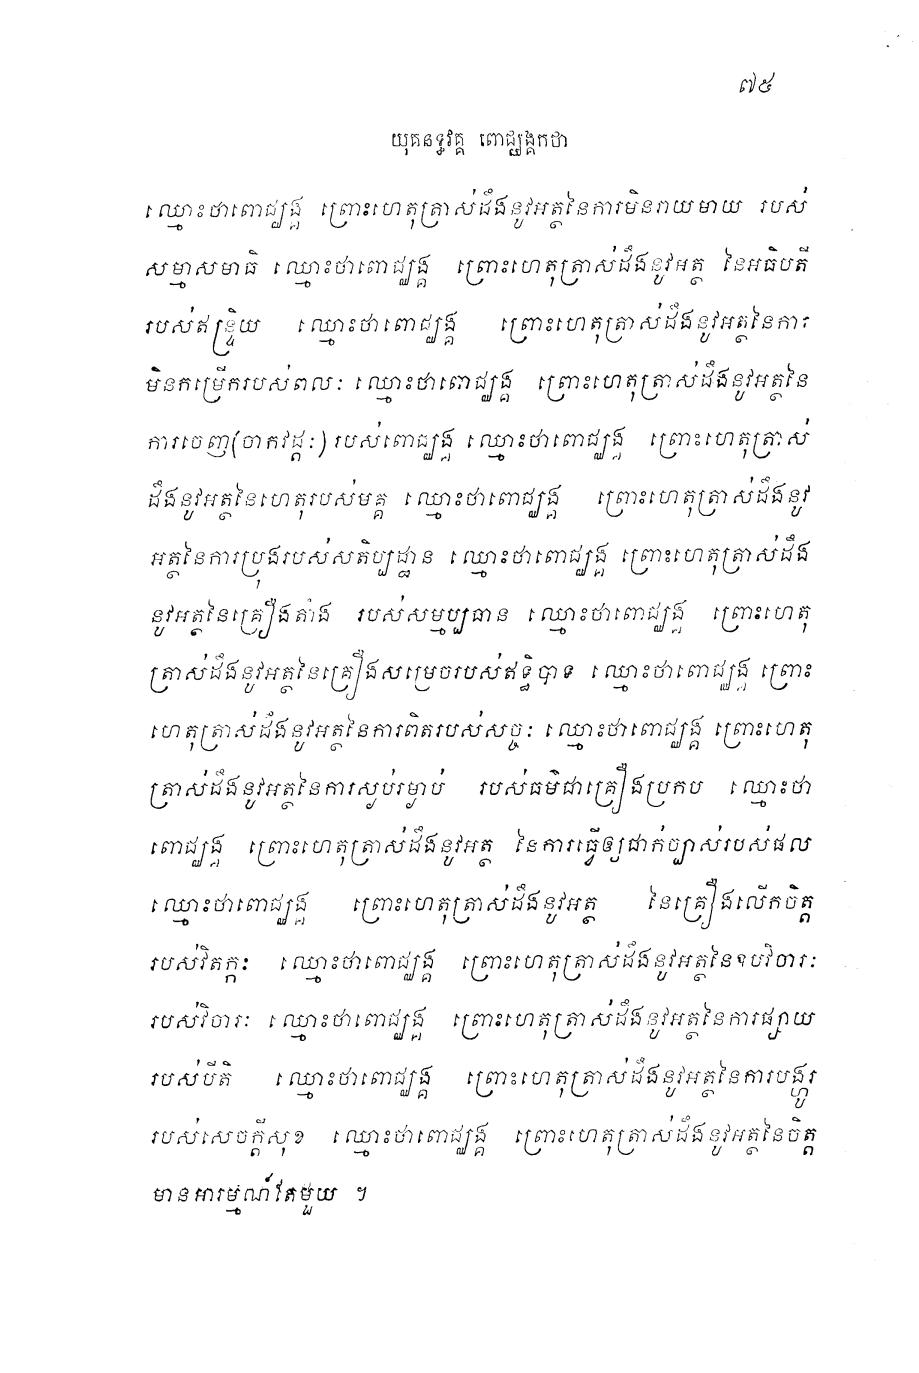 ៧៥
យុគនទ្ធវគ្គ ពោជ្ឈង្គកថា
ឈ្មោះថាពោជ្ឈង្គ ព្រោះហេតុត្រាស់ដឹងនូវអត្ថនៃការមិនរាយមាយ របស់
សម្មាសមាធិ ឈ្មោះថាពោជ្ឈង្គ ព្រោះហេតុត្រាស់ដឹងនូវអត្ថ នៃអធិបតី
របស់ឥន្ទ្រិយ ឈ្មោះថាពោជ្ឈង្គ ព្រោះហេតុត្រាស់ដឹងនូវអត្ថនៃការ
មិនកម្រើករបស់ពលៈ ឈ្មោះថាពោជ្ឈង្គ ព្រោះហេតុត្រាស់ដឹងនូវអត្ថនៃ
ការចេញ(ចាកវដ្តៈ) របស់ពោជ្ឈង្គ ឈ្មោះថាពោជ្ឈង្គ ព្រោះហេតុត្រាស់
ដឹងនូវអត្ថនៃហេតុរបស់មគ្គ ឈ្មោះថាពោជ្ឈង្គ ព្រោះហេតុត្រាស់ដឹងនូវ
អត្ថនៃការប្រុងរបស់សតិប្បដ្ឋាន ឈ្មោះថាពោជ្ឈង្គ ព្រោះហេតុត្រាស់ដឹង
នូវអត្ថនៃគ្រឿងតាំង របស់សម្មប្បធាន ឈ្មោះថាពោជ្ឈង្គ ព្រោះហេតុ
ត្រាស់ដឹងនូវអត្ថនៃគ្រឿងសម្រេចរបស់ឥទ្ធិបាទ ឈ្មោះថាពោជ្ឈង្គ ព្រោះ
ហេតុត្រាស់ដឹងនូវអត្ថនៃការពិតរបស់សច្ចៈ ឈ្មោះថាពោជ្ឈង្គ ព្រោះហេតុ
ត្រាស់ដឹងនូវអត្ថនៃការស្ងប់រម្ងាប់ របស់ធម៌ជាគ្រឿងប្រកប ឈ្មោះថា
ពោជ្ឈង្គ ព្រោះហេតុត្រាស់ដឹងនូវអត្ថ នៃការធ្វើឲ្យជាក់ច្បាស់របស់ផល
ឈ្មោះថាពោជ្ឈង្គ ព្រោះហេតុត្រាស់ដឹងនូវអត្ថ នៃគ្រឿងលើកចិត្ត
របស់វិតក្កៈ ឈ្មោះថាពោជ្ឈង្គ ព្រោះហេតុត្រាស់ដឹងនូវអត្ថនៃឧបវិចារៈ
របស់វិចារៈ ឈ្មោះថាពោជ្ឈង្គ ព្រោះហេតុត្រាស់ដឹងនូវអត្ថនៃការផ្សាយ
របស់បីតិ ឈ្មោះថាពោជ្ឈង្គ ព្រោះហេតុត្រាស់ដឹងនូវអត្ថនៃការបង្ហូរ
របស់សេចក្តីសុខ ឈ្មោះថាពោជ្ឈង្គ ព្រោះហេតុត្រាស់ដឹងនូវអត្ថនៃចិត្ត
មានអារម្មណ៍តែមួយ ។